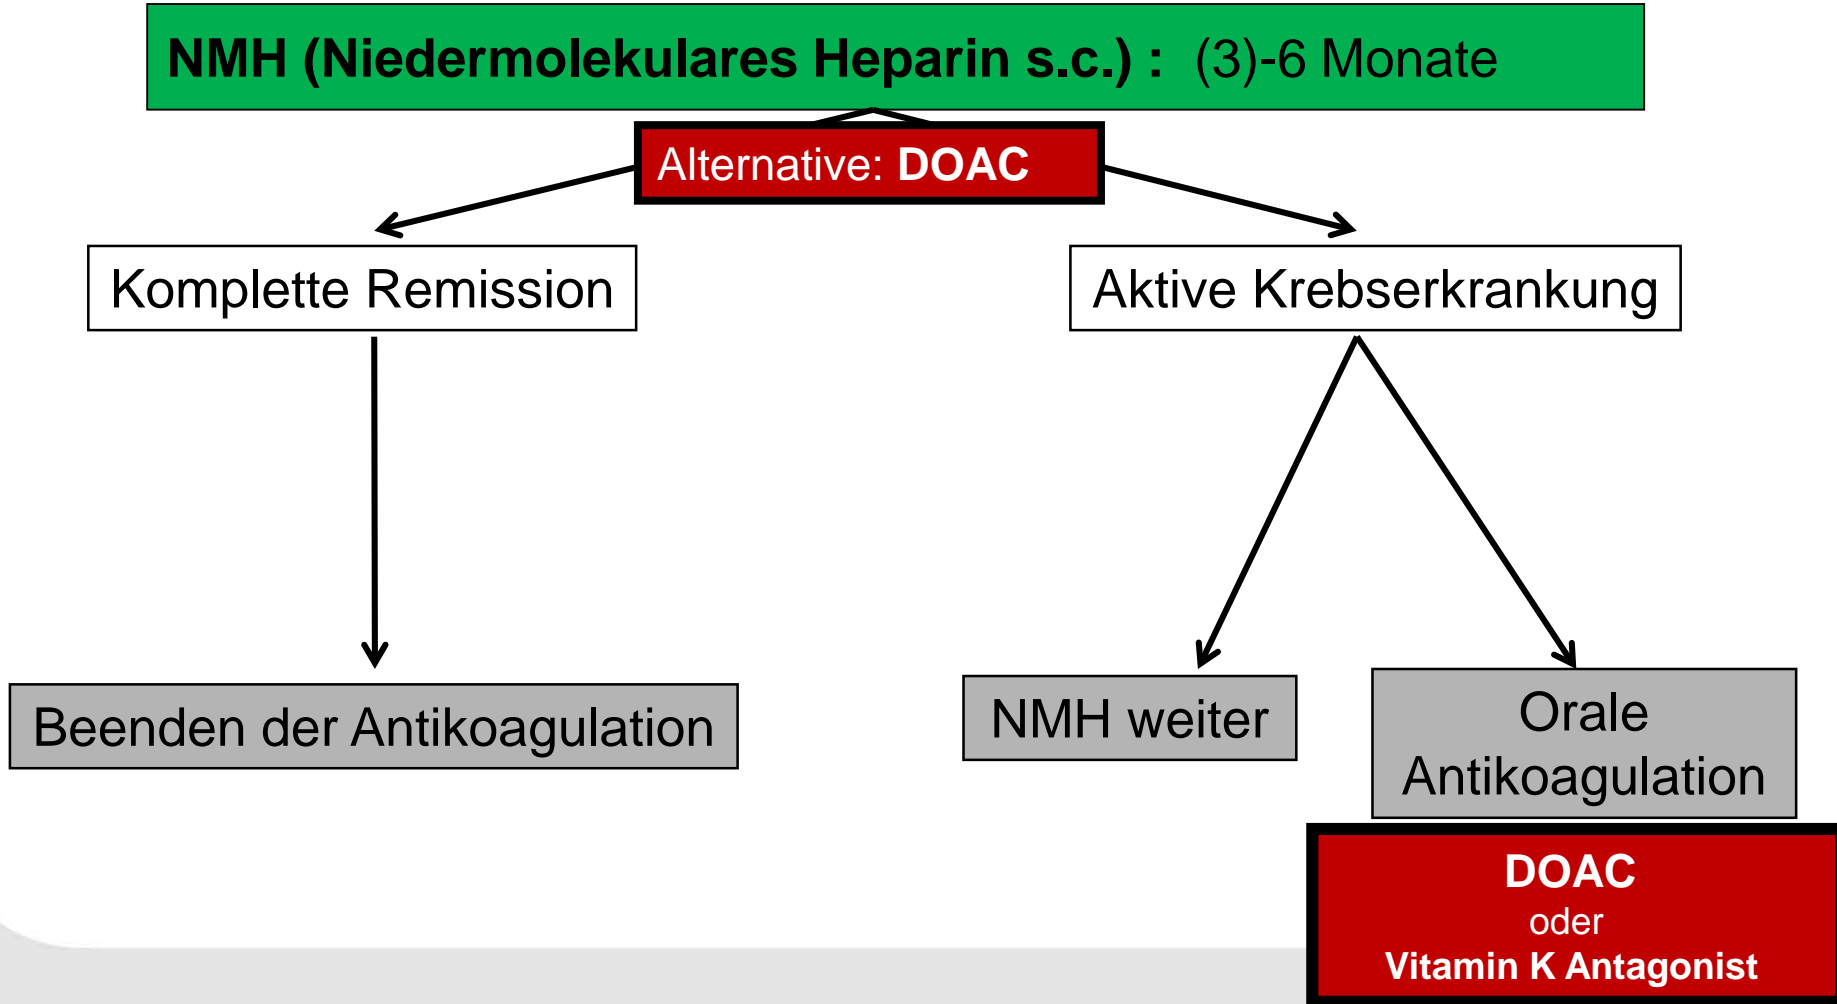 NMH (Niedermolekulares Heparin s.c.) : (3)-6 Monate
Alternative: DOAC
Komplette Remission
Aktive Krebserkrankung
Beenden der Antikoagulation
NMH weiter
Orale
Antikoagulation
DOAC
oder
Vitamin K Antagonist